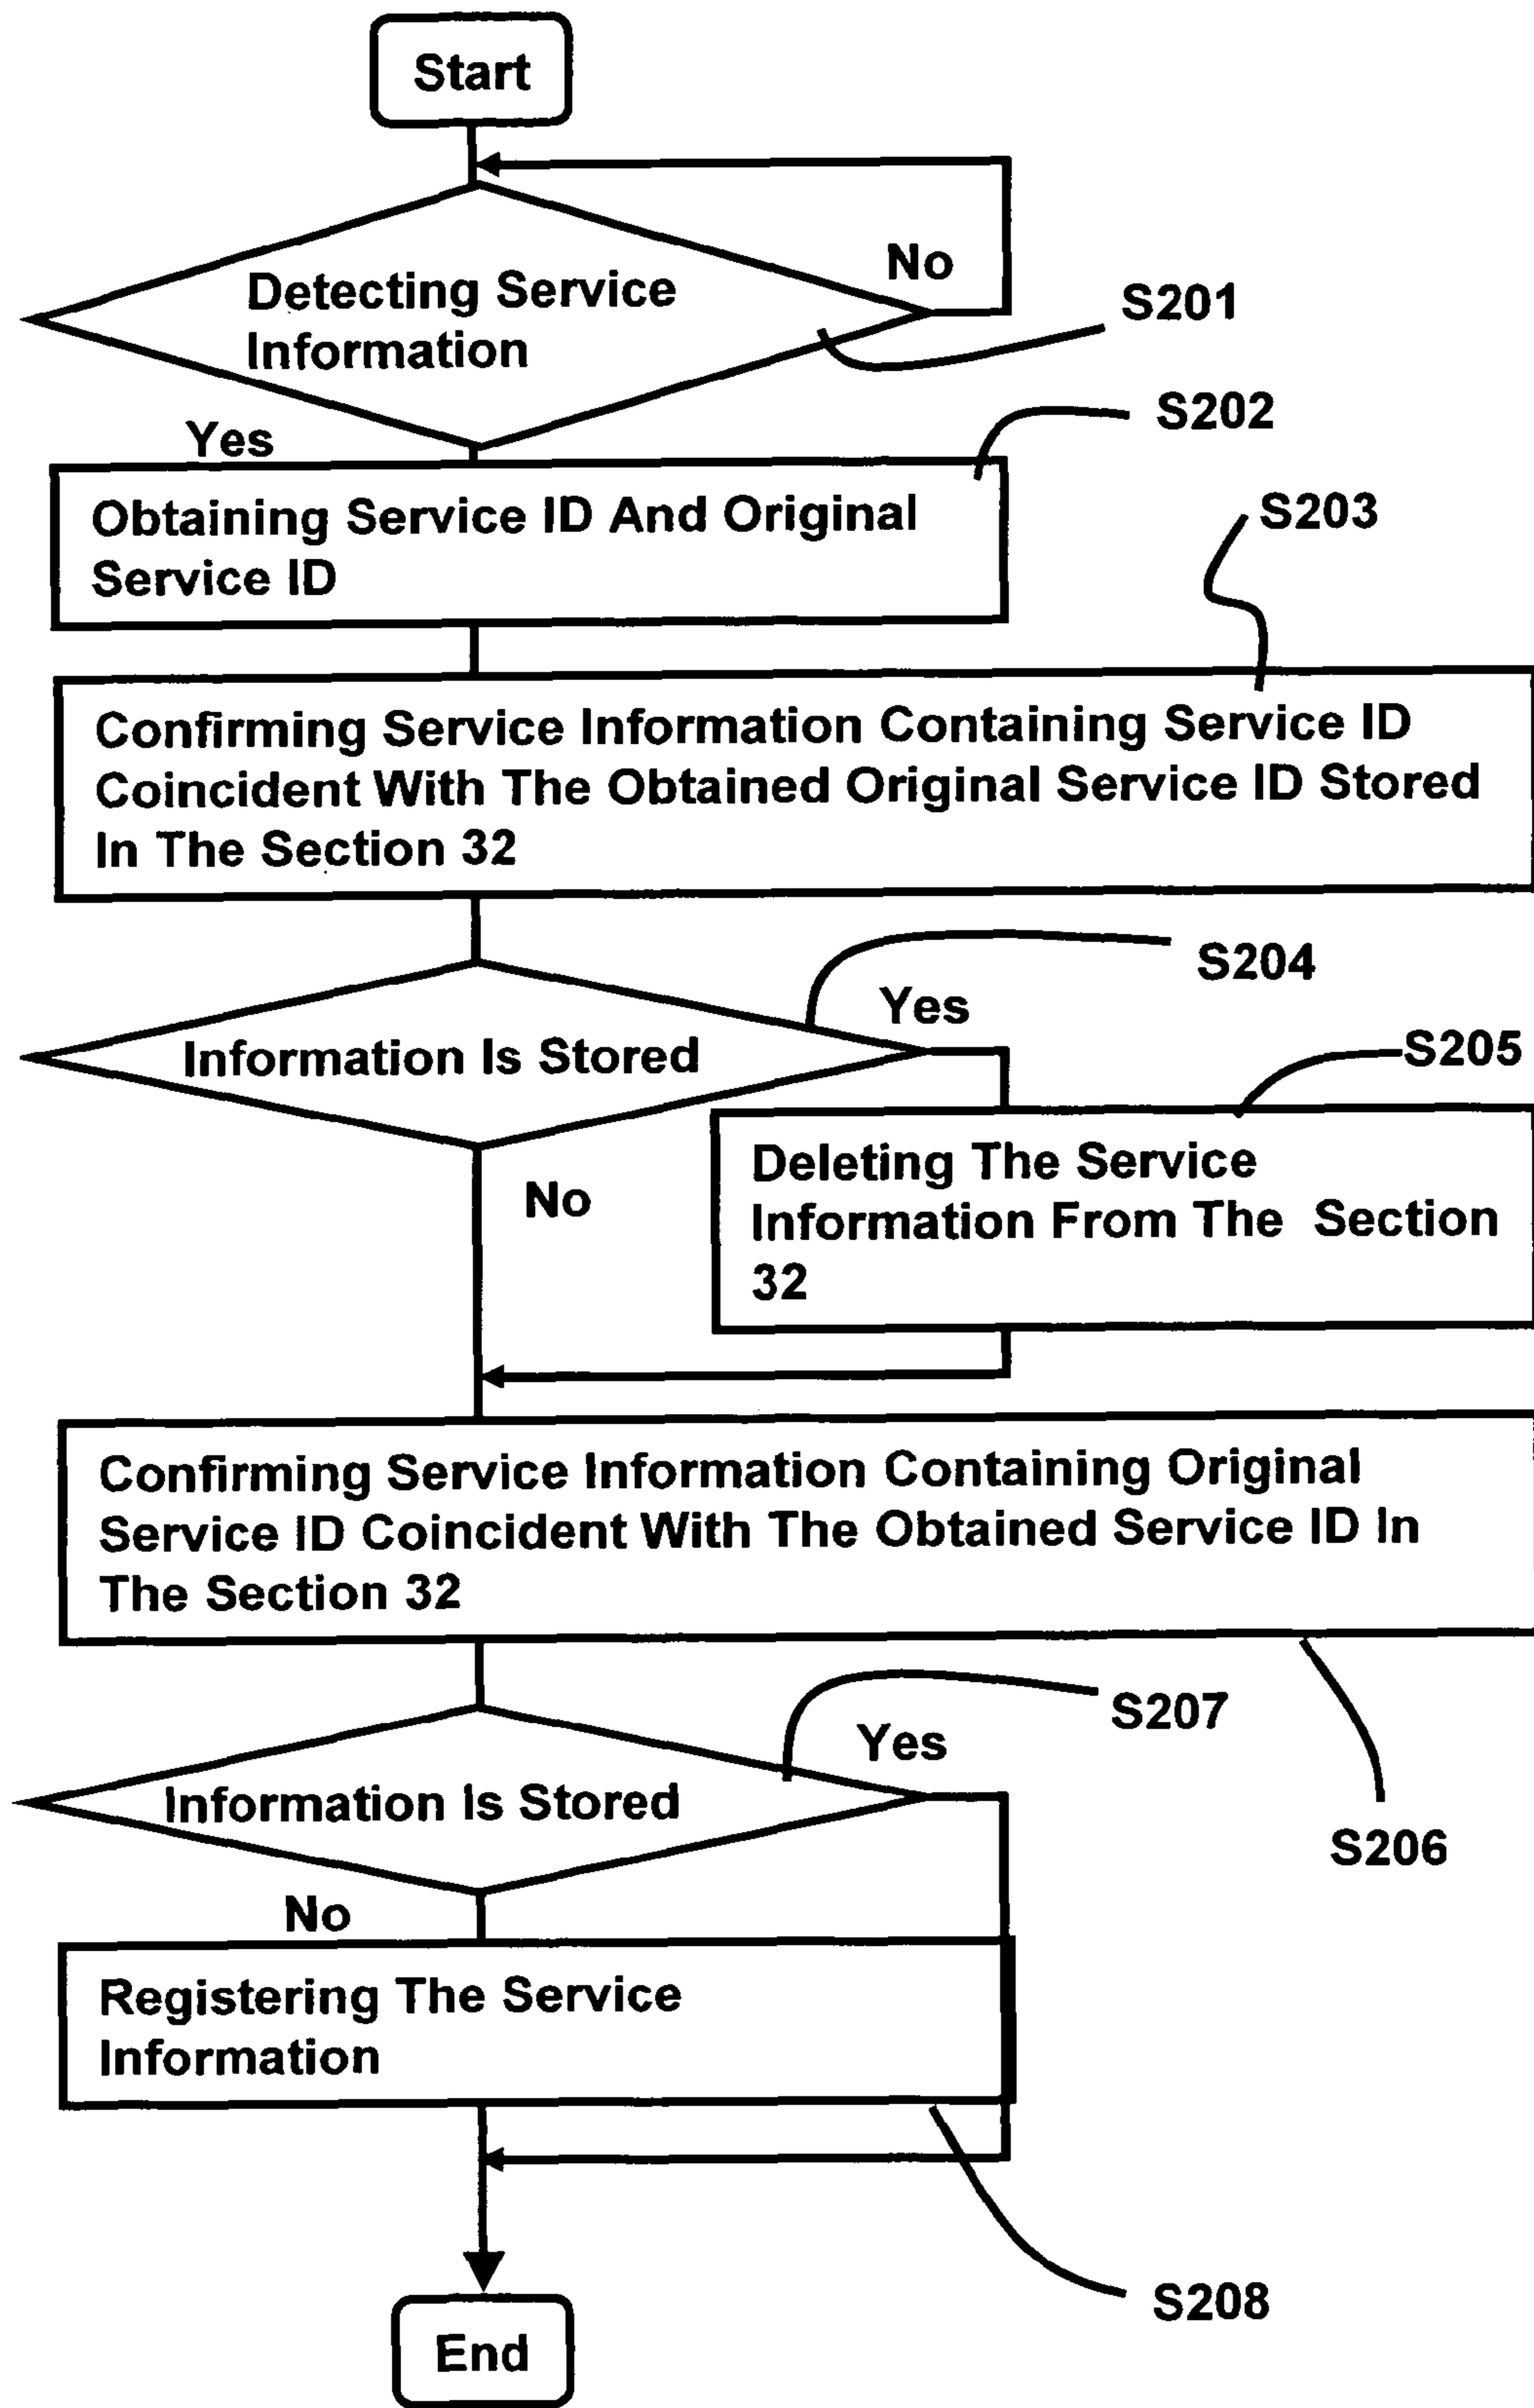 Start
No
Detecting Service
Information
S201
S202
Yes
Obtaining Service ID And Original
Service ID
S203
Confirming Service Information Containing Service ID
Coincident With The Obtained Original Service ID Stored
In The Section 32
S204
Yes
Information Is Stored
S205
Deleting The Service
Information From The Section
32
No
Confirming Service Information Containing Original
Service ID Coincident With The Obtained Service ID In
The Section 32
S207
Yes
Information Is Stored
S206
No
Registering The Service
Information
S208
End